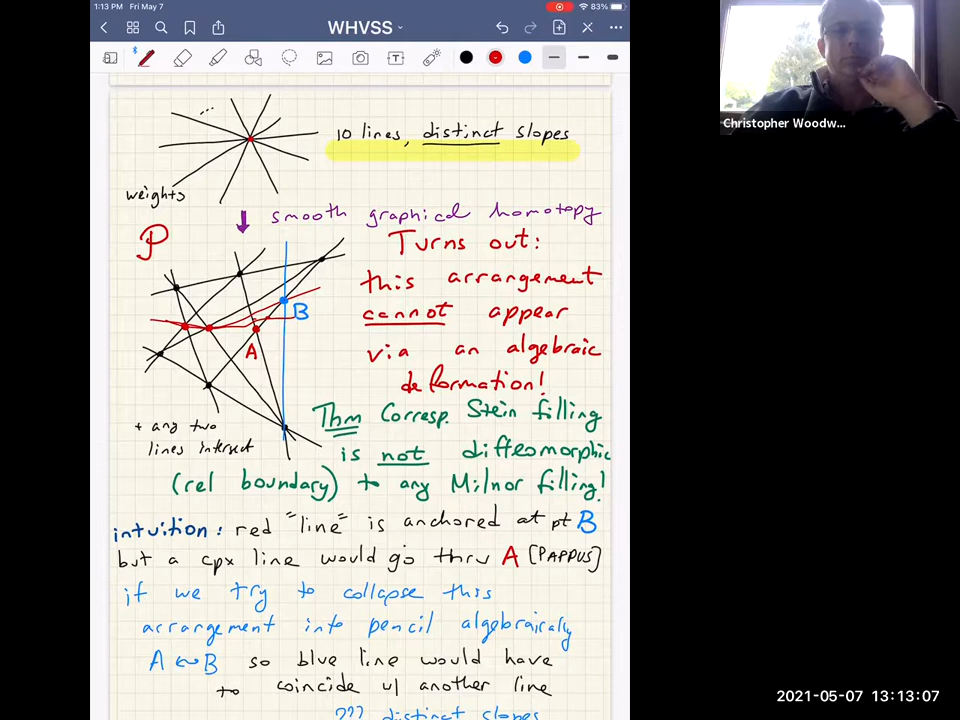 1:13 PM Fri May 7
83%
WHVSS
10 lines, distinct slopes
weights
smooth graphical homotopy
P
Turns out:
this arrangement
cannot appear
via an algebraic
deformation!
B
A
+ any two
lines intersect
Thm Corresp. Stein filling
is not diffeomorphic
(rel boundary) to any Milnor filling!
intuition: red "line" is anchored at pt B
but a cpx line would go thru A [PAPPUS]
if we try to collapse this
arrangement into pencil algebraically
A ↔ B so blue line would have
to coincide w/ another line
??? distinct slopes
Christopher Woodw...
2021-05-07 13:13:07